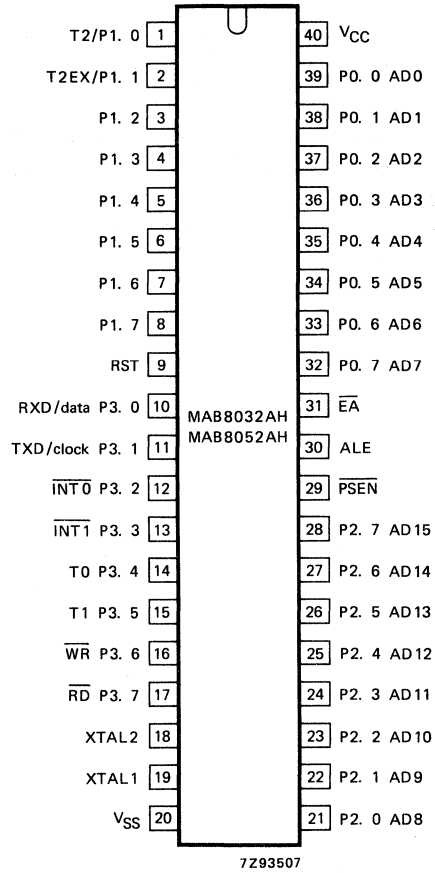 T2/P1. 0 1
T2EX/P1. 1 2
P1. 2 3
P1. 3 4
P1. 4 5
P1. 5 6
P1. 6 7
P1. 7 8
RST 9
RXD/data P3. 0 10
TXD/clock P3. 1 11
INT0 P3. 2 12
INT1 P3. 3 13
T0 P3. 4 14
T1 P3. 5 15
WR P3. 6 16
RD P3. 7 17
XTAL2 18
XTAL1 19
VSS 20
MAB8032AH
MAB8052AH
40 VCC
39 P0. 0 AD0
38 P0. 1 AD1
37 P0. 2 AD2
36 P0. 3 AD3
35 P0. 4 AD4
34 P0. 5 AD5
33 P0. 6 AD6
32 P0. 7 AD7
31 EA
30 ALE
29 PSEN
28 P2. 7 AD15
27 P2. 6 AD14
26 P2. 5 AD13
25 P2. 4 AD12
24 P2. 3 AD11
23 P2. 2 AD10
22 P2. 1 AD9
21 P2. 0 AD8
7Z93507